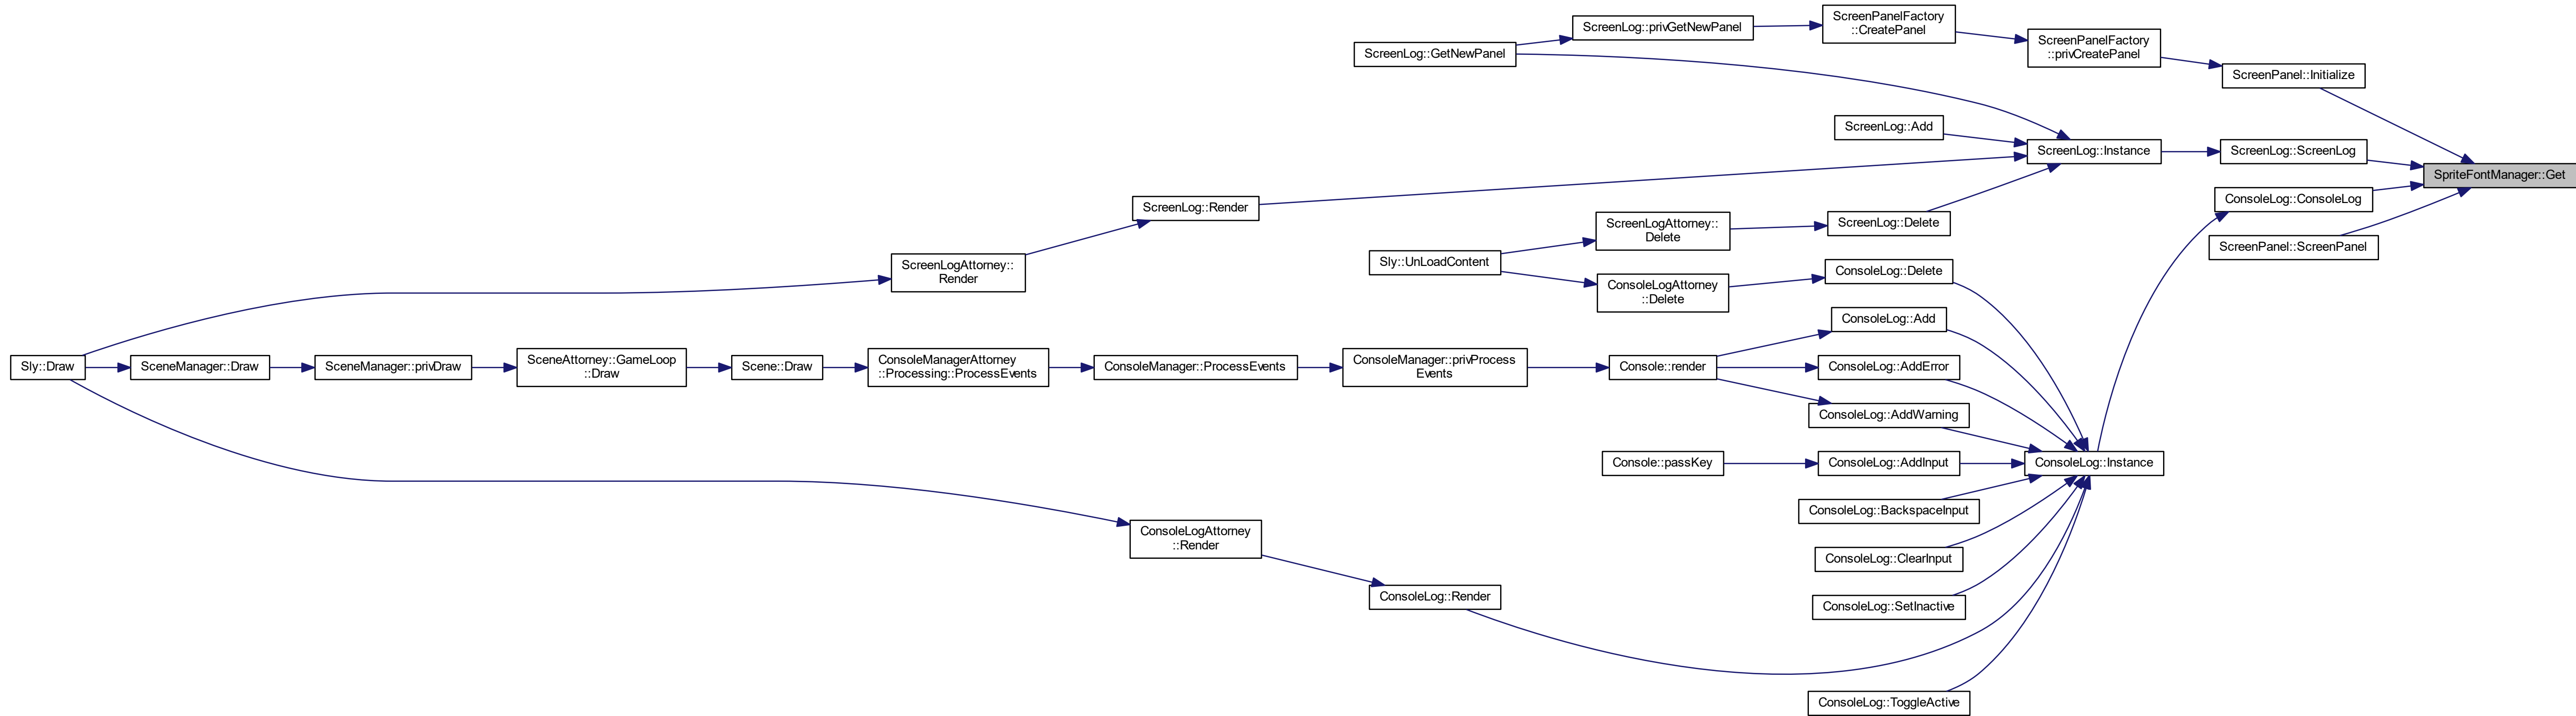 ScreenPanelFactory
::CreatePanel
ScreenLog::privGetNewPanel
ScreenPanelFactory
::privCreatePanel
ScreenLog::GetNewPanel
ScreenPanel::Initialize
ScreenLog::Add
ScreenLog::Instance
ScreenLog::ScreenLog
SpriteFontManager::Get
ConsoleLog::ConsoleLog
ScreenLog::Render
ScreenLogAttorney::
Delete
ScreenLog::Delete
ScreenPanel::ScreenPanel
Sly::UnLoadContent
ScreenLogAttorney::
Render
ConsoleLog::Delete
ConsoleLogAttorney
::Delete
ConsoleLog::Add
Sly::Draw
SceneManager::Draw
SceneManager::privDraw
SceneAttorney::GameLoop
::Draw
Scene::Draw
ConsoleManagerAttorney
::Processing::ProcessEvents
ConsoleManager::ProcessEvents
ConsoleManager::privProcess
Events
Console::render
ConsoleLog::AddError
ConsoleLog::AddWarning
Console::passKey
ConsoleLog::AddInput
ConsoleLog::Instance
ConsoleLog::BackspaceInput
ConsoleLogAttorney
::Render
ConsoleLog::ClearInput
ConsoleLog::Render
ConsoleLog::SetInactive
ConsoleLog::ToggleActive